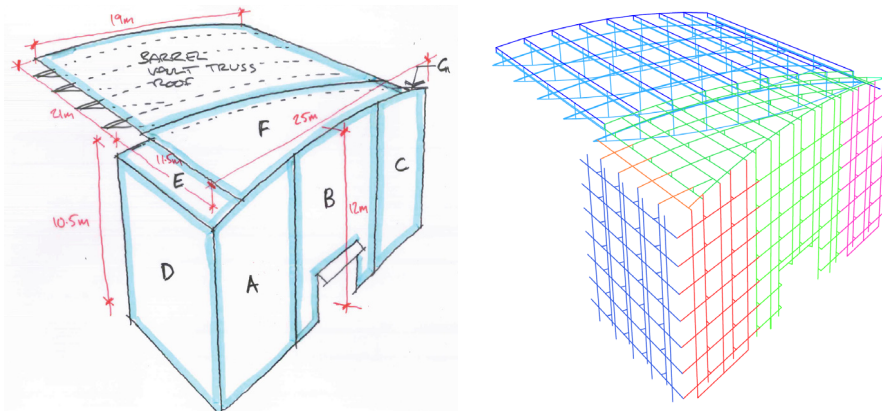 19m
BARREL
VAULT TRUSS
ROOF
21m
25m
F
11.5m
E
C
B
12m
10.5m
D
A